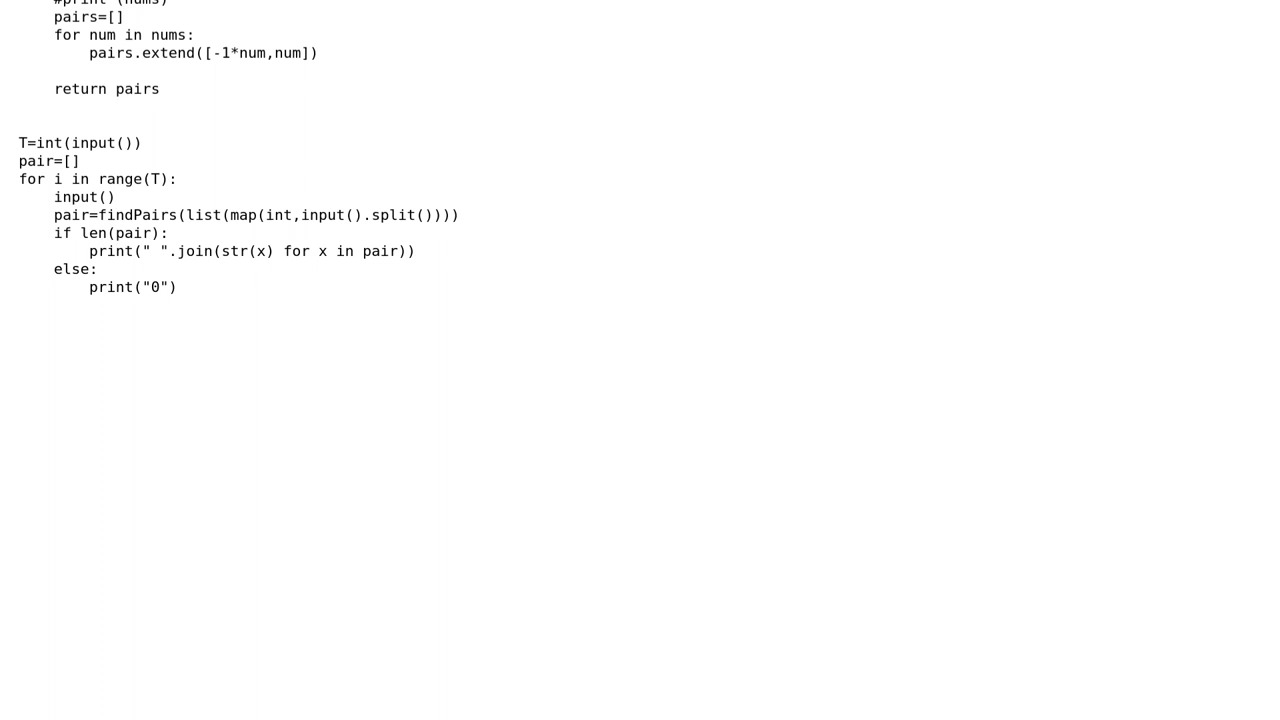 #print (nums)
    pairs=[]
    for num in nums:
        pairs.extend([-1*num,num])

    return pairs


T=int(input())
pair=[]
for i in range(T):
    input()
    pair=findPairs(list(map(int,input().split())))
    if len(pair):
        print(" ".join(str(x) for x in pair))
    else:
        print("0")